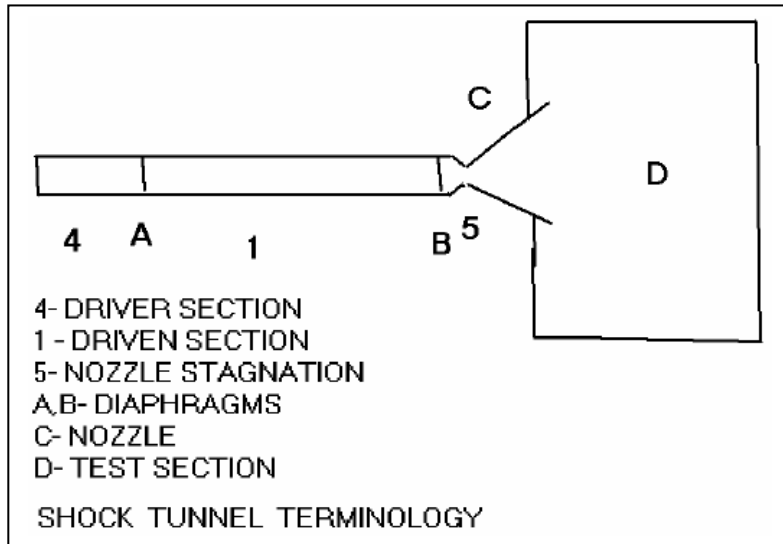 C
D
4 A 1 B 5
4- DRIVER SECTION
1 - DRIVEN SECTION
5- NOZZLE STAGNATION
A,B- DIAPHRAGMS
C- NOZZLE
D- TEST SECTION
SHOCK TUNNEL TERMINOLOGY